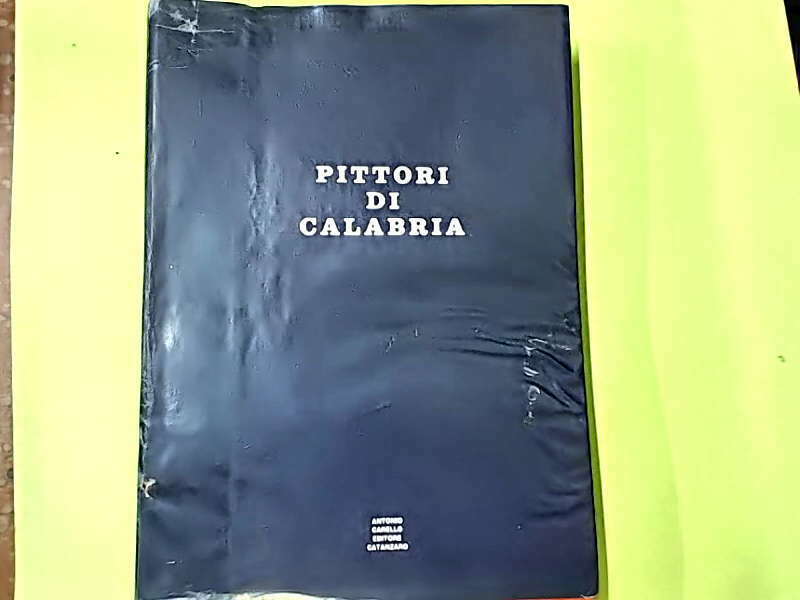 PITTORI
DI
CALABRIA
ANTONIO
CARELLO
EDITORE
CATANZARO